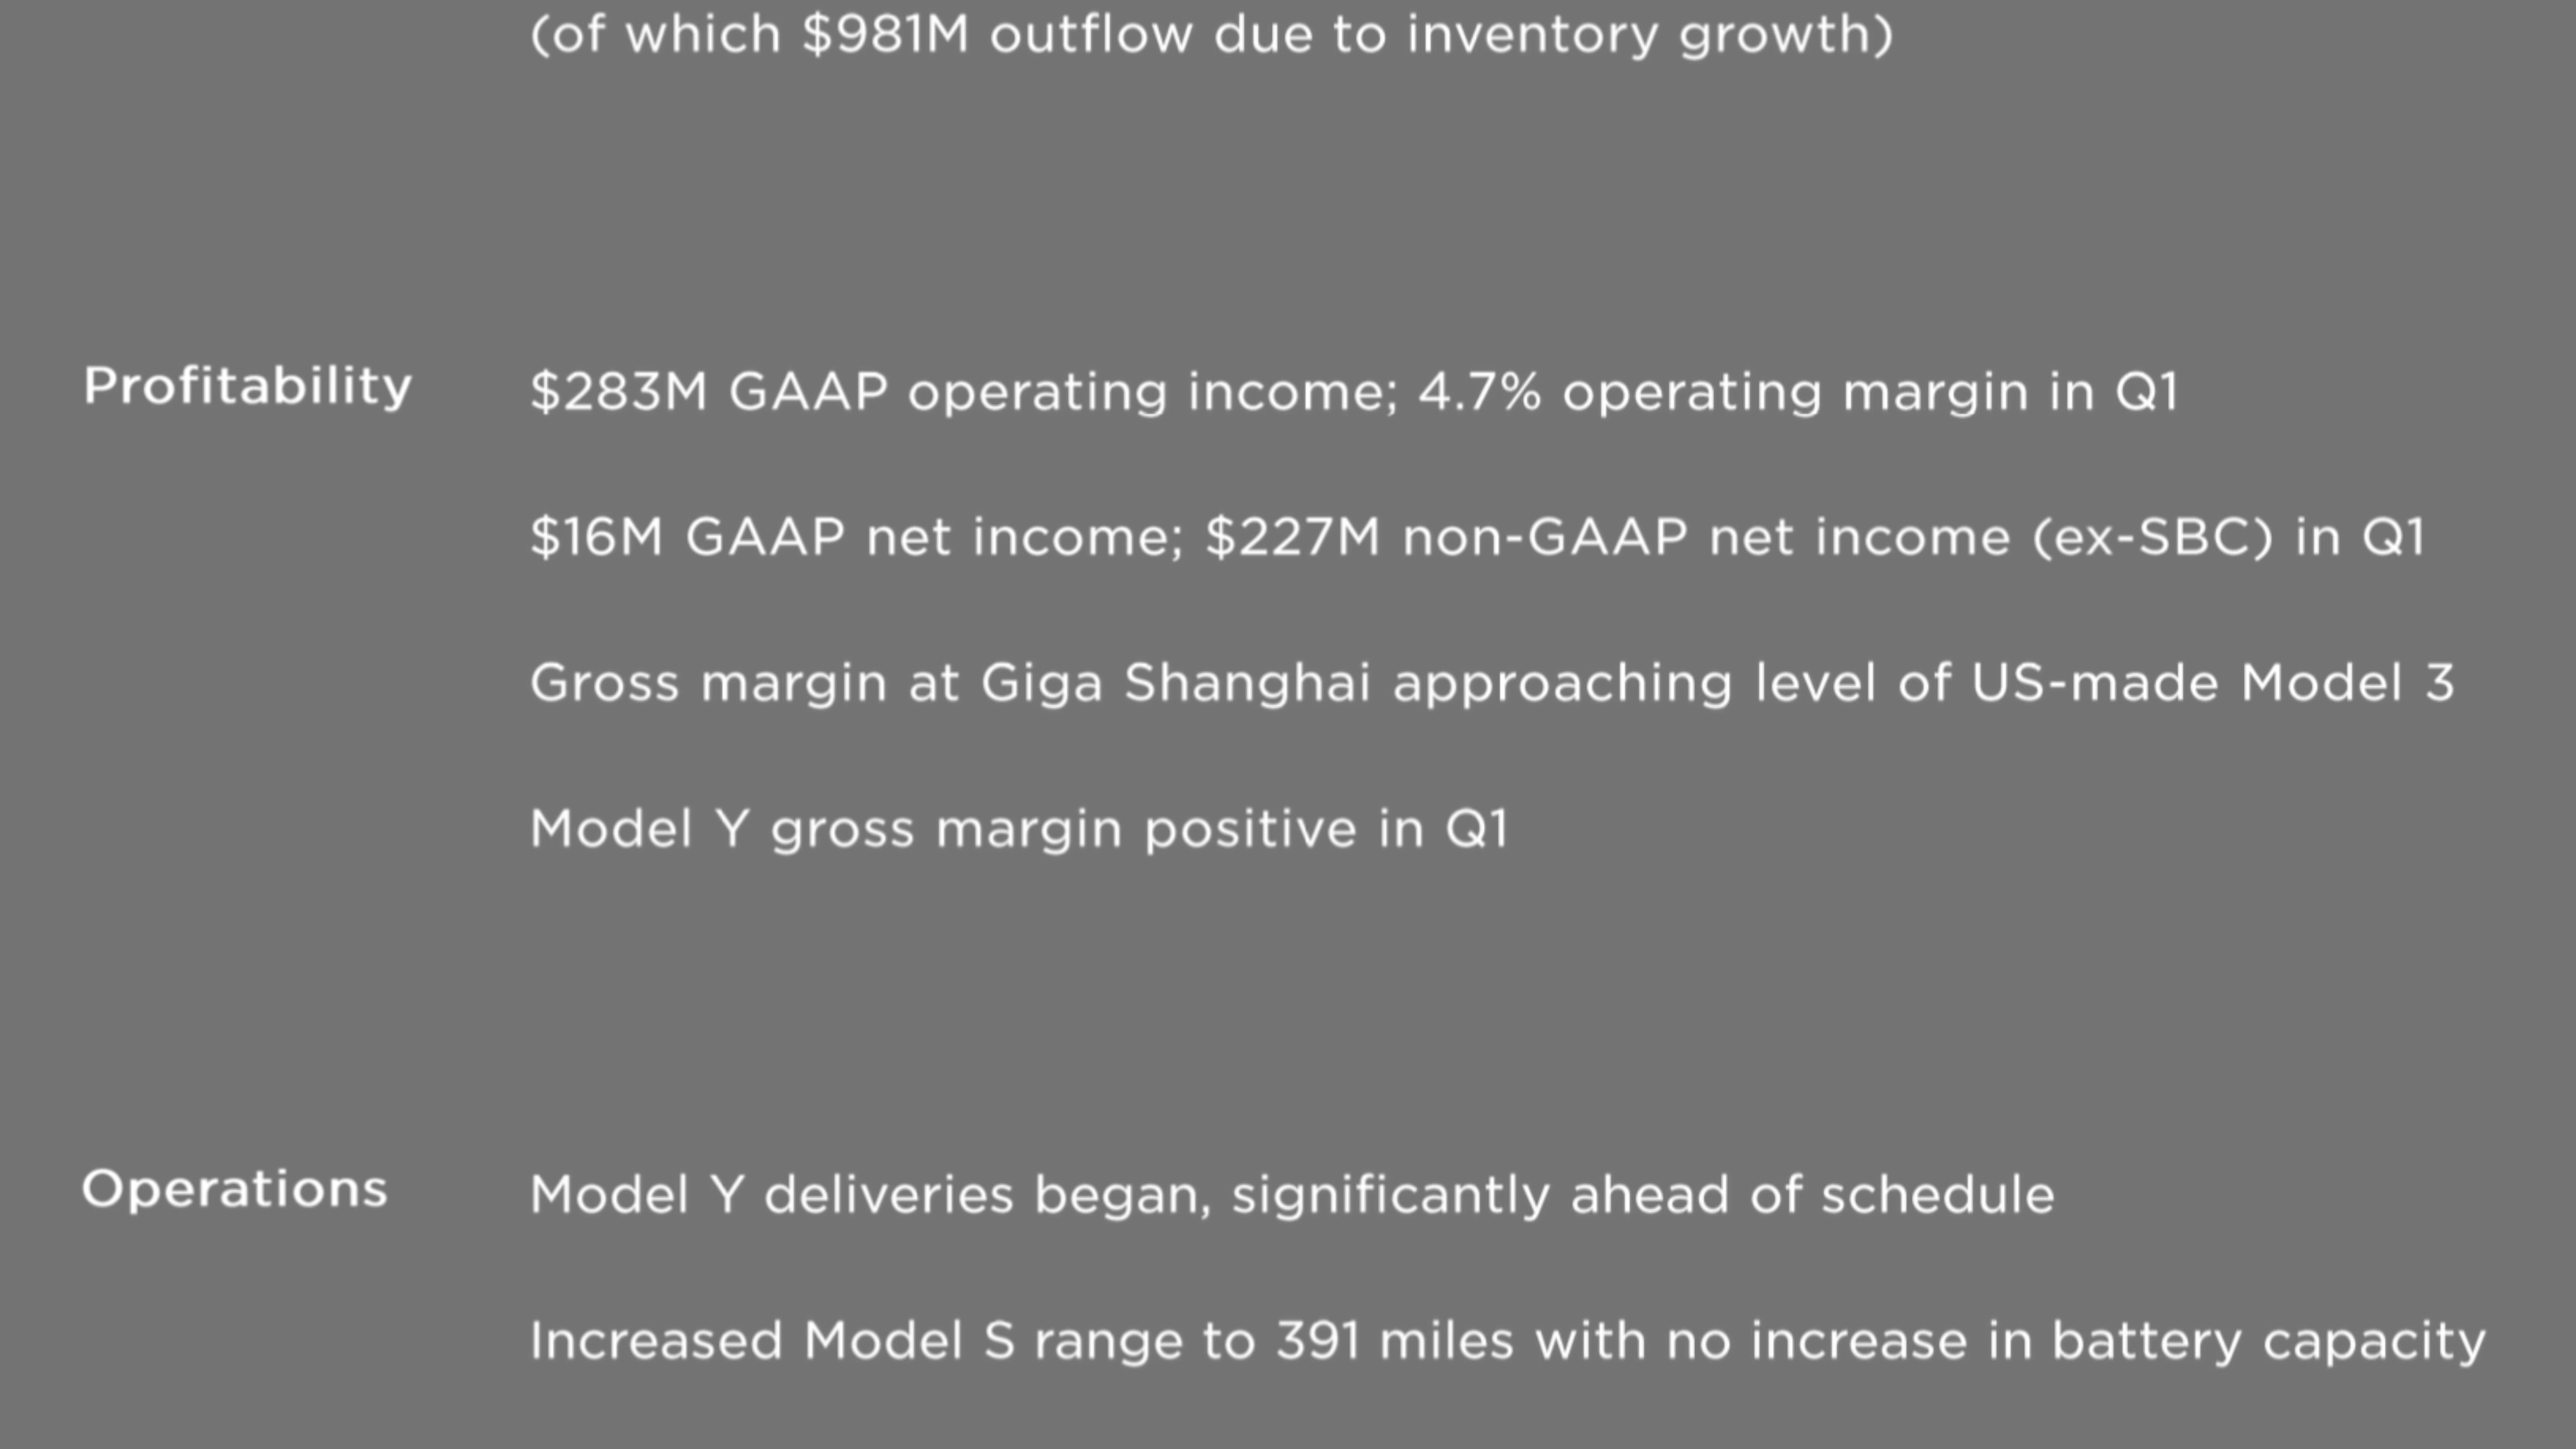 (of which $981M outflow due to inventory growth)
Profitability
$283M GAAP operating income; 4.7% operating margin in Q1
$16M GAAP net income; $227M non-GAAP net income (ex-SBC) in Q1
Gross margin at Giga Shanghai approaching level of US-made Model 3
Model Y gross margin positive in Q1
Operations
Model Y deliveries began, significantly ahead of schedule
Increased Model S range to 391 miles with no increase in battery capacity